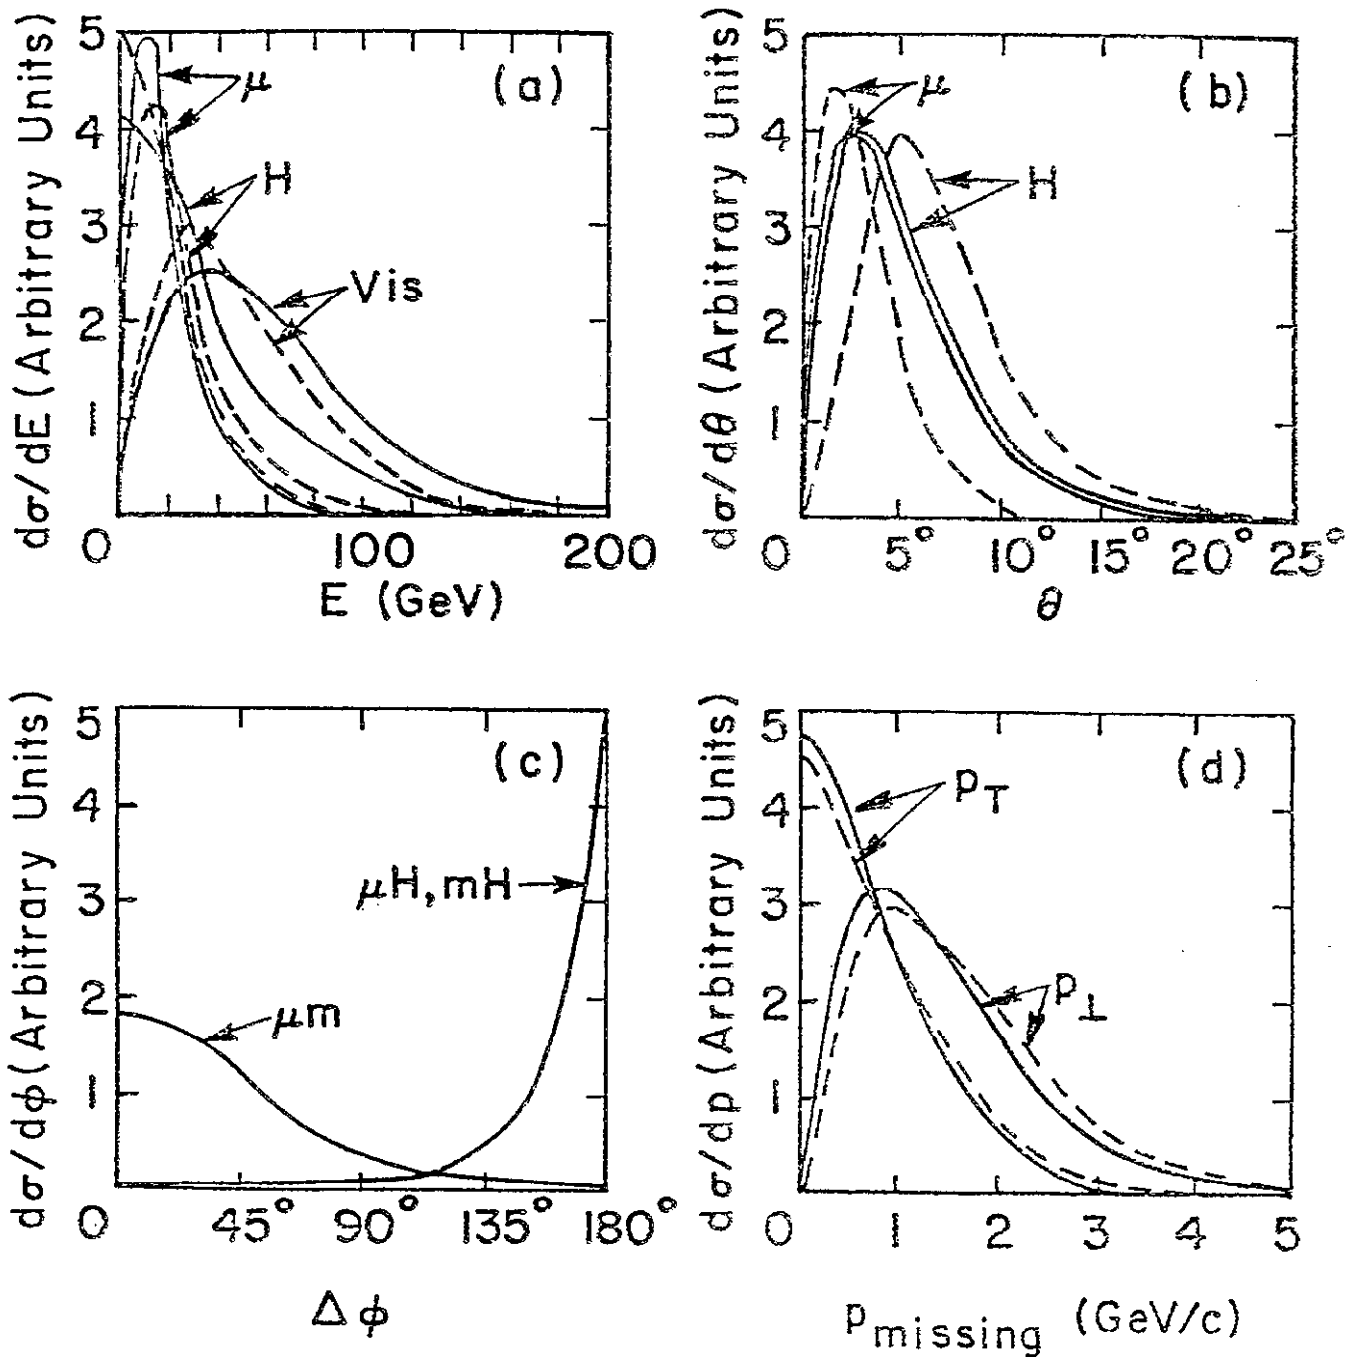 dσ/dE (Arbitrary Units)
5
4
3
2
1
(a)
μ
H
Vis
0 100 200
E (GeV)
dσ/dθ (Arbitrary Units)
5
4
3
2
1
(b)
μ
H
0 5° 10° 15° 20° 25°
θ
dσ/dϕ (Arbitrary Units)
5
4
3
2
1
(c)
μH, mH
μm
0 45° 90° 135° 180°
Δϕ
dσ/dp (Arbitrary Units)
5
4
3
2
1
(d)
p_T
p_⊥
0 1 2 3 4 5
p_missing (GeV/c)